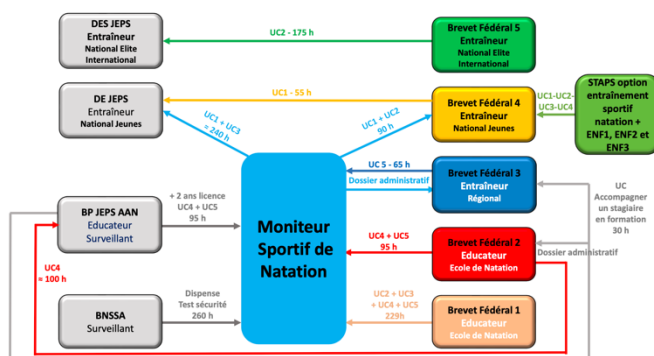 DES JEPS
Entraîneur
National Elite
International
UC2 - 175 h
Brevet Fédéral 5
Entraîneur
National Elite
International
DE JEPS
Entraîneur
National Jeunes
UC1 - 55 h
UC1 + UC3
= 240h
UC1 + UC2
90 h
Brevet Fédéral 4
Entraîneur
National Jeunes
UC1-UC2-
UC3-UC4
STAPS option
entraînement
sportif
natation +
ENF1, ENF2 et
ENF3
UC 5 - 65 h
Dossier administratif
Brevet Fédéral 3
Entraîneur
Régional
UC
Accompagner
un stagiaire
en formation
30 h
BP JEPS AAN
Educateur
Surveillant
+ 2 ans licence
UC4 + UC5
95 h
Moniteur
Sportif de
Natation
UC4 + UC5
95 h
Brevet Fédéral 2
Educateur
Ecole de Natation
Dossier administratif
UC4
= 100 h
BNSSA
Surveillant
Dispense
Test sécurité
260 h
UC2 + UC3
+ UC4 + UC5
229h
Brevet Fédéral 1
Educateur
Ecole de Natation